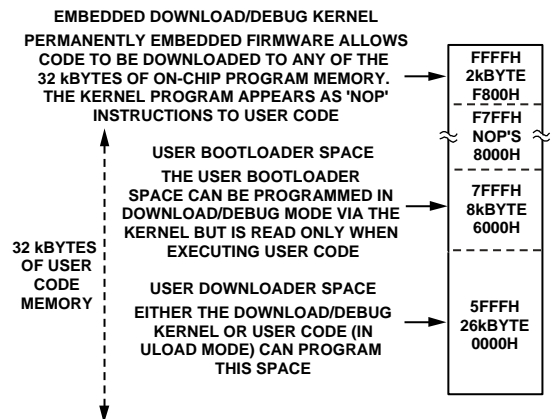 EMBEDDED DOWNLOAD/DEBUG KERNEL
PERMANENTLY EMBEDDED FIRMWARE ALLOWS
CODE TO BE DOWNLOADED TO ANY OF THE
32 kBYTES OF ON-CHIP PROGRAM MEMORY.
THE KERNEL PROGRAM APPEARS AS 'NOP'
INSTRUCTIONS TO USER CODE
FFFFH
2kBYTE
F800H
F7FFH
NOP'S
8000H
USER BOOTLOADER SPACE
THE USER BOOTLOADER
SPACE CAN BE PROGRAMMED IN
DOWNLOAD/DEBUG MODE VIA THE
KERNEL BUT IS READ ONLY WHEN
EXECUTING USER CODE
7FFFH
8kBYTE
6000H
32 kBYTES
OF USER
CODE
MEMORY
USER DOWNLOADER SPACE
EITHER THE DOWNLOAD/DEBUG
KERNEL OR USER CODE (IN
ULOAD MODE) CAN PROGRAM
THIS SPACE
5FFFH
26kBYTE
0000H